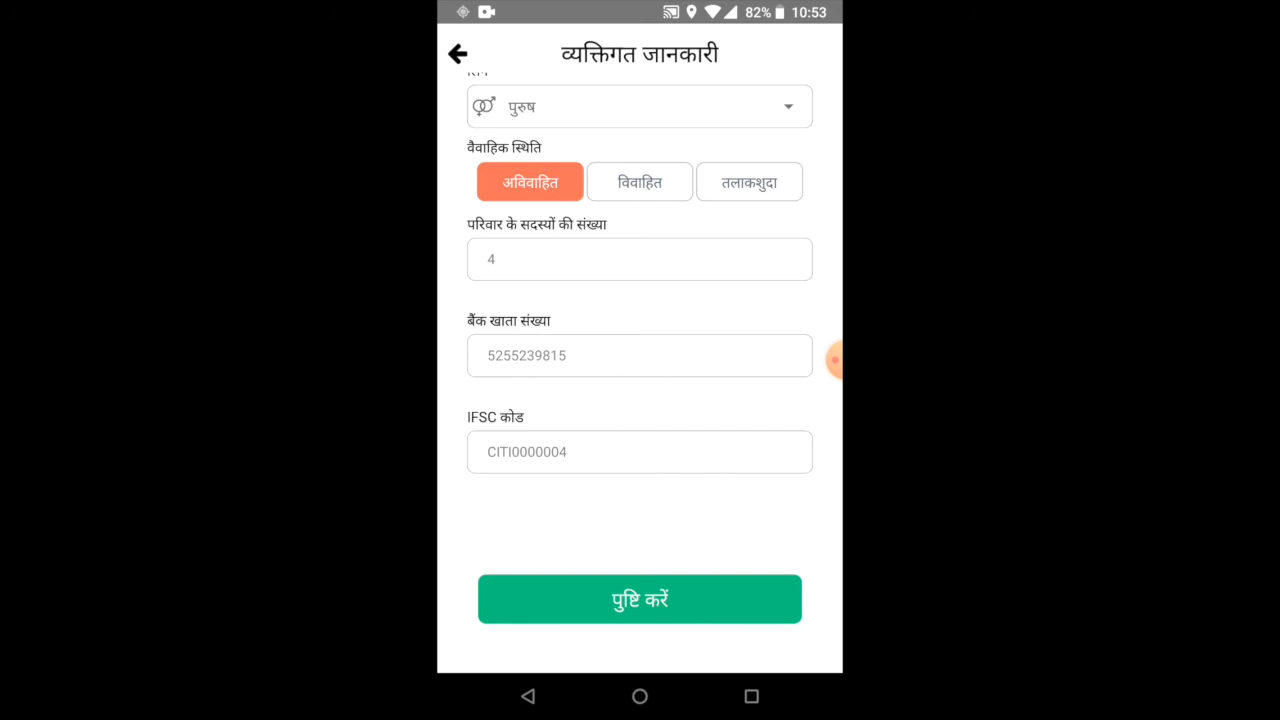 82% 10:53
व्यक्तिगत जानकारी
पुरुष
वैवाहिक स्थिति
अविवाहित विवाहित तलाकशुदा
परिवार के सदस्यों की संख्या
4
बैंक खाता संख्या
5255239815
IFSC कोड
CITI0000004
पुष्टि करें